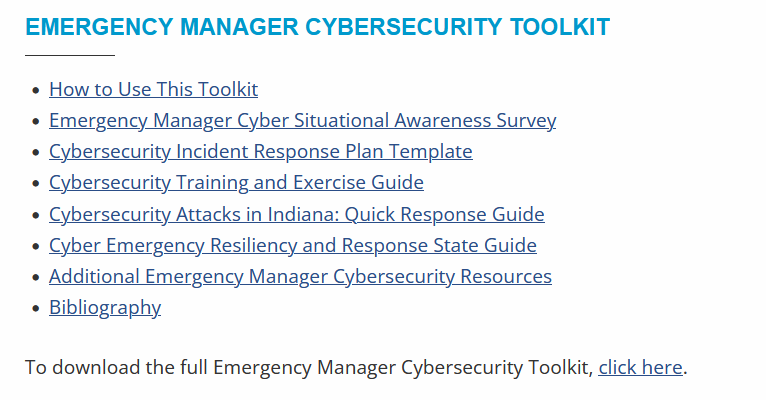 EMERGENCY MANAGER CYBERSECURITY TOOLKIT
How to Use This Toolkit
Emergency Manager Cyber Situational Awareness Survey
Cybersecurity Incident Response Plan Template
Cybersecurity Training and Exercise Guide
Cybersecurity Attacks in Indiana: Quick Response Guide
Cyber Emergency Resiliency and Response State Guide
Additional Emergency Manager Cybersecurity Resources
Bibliography
To download the full Emergency Manager Cybersecurity Toolkit, click here.